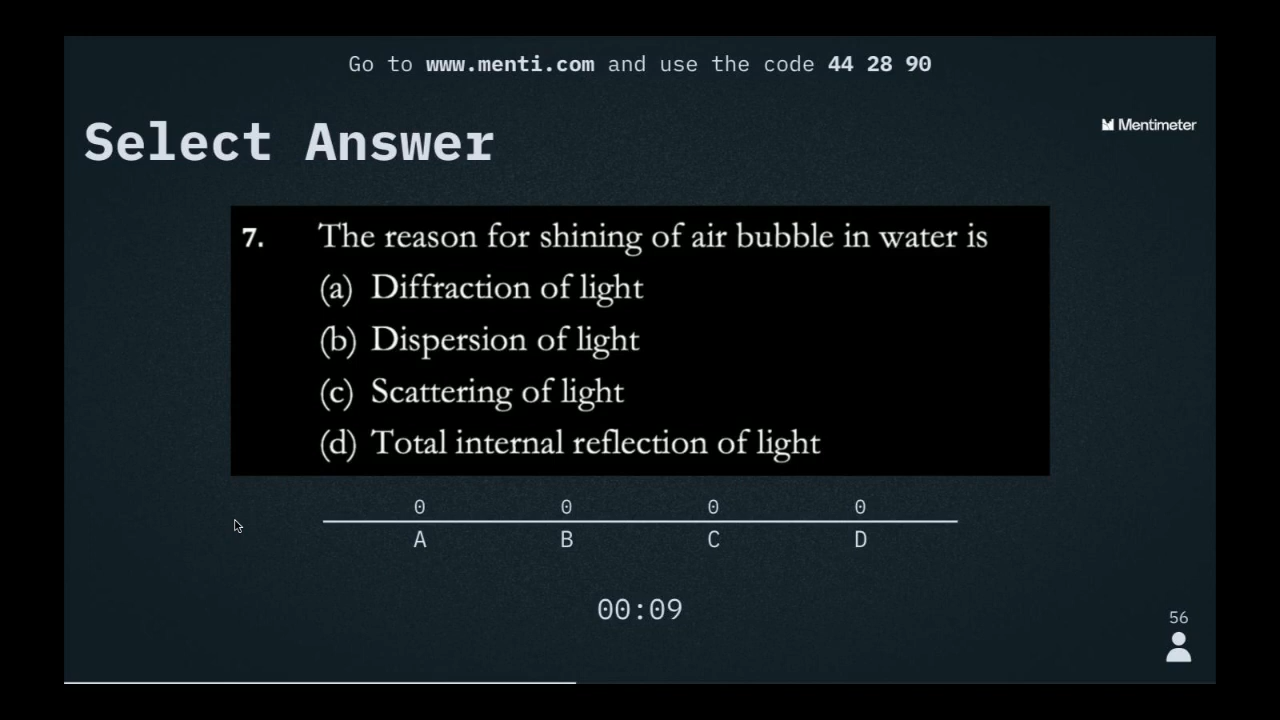 Go to www.menti.com and use the code 44 28 90
Mentimeter
Select Answer
7. The reason for shining of air bubble in water is
(a) Diffraction of light
(b) Dispersion of light
(c) Scattering of light
(d) Total internal reflection of light
0 0 0 0
A B C D
00:09
56